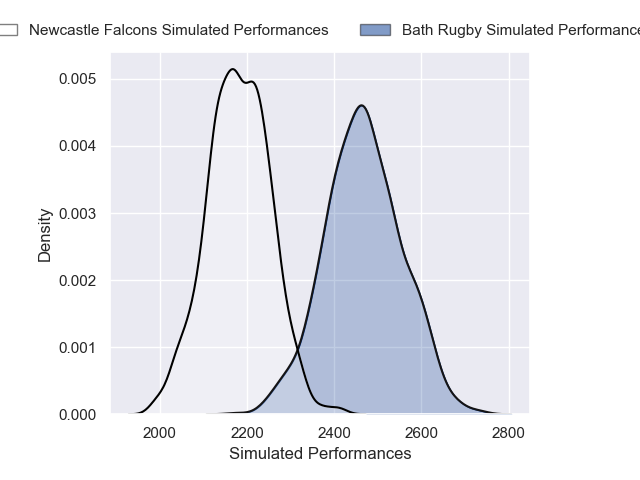 Newcastle Falcons Simulated Performances
Bath Rugby Simulated Performance
0.005
0.004
0.003
0.002
0.001
0.000
Density
2000 2200 2400 2600 2800
Simulated Performances